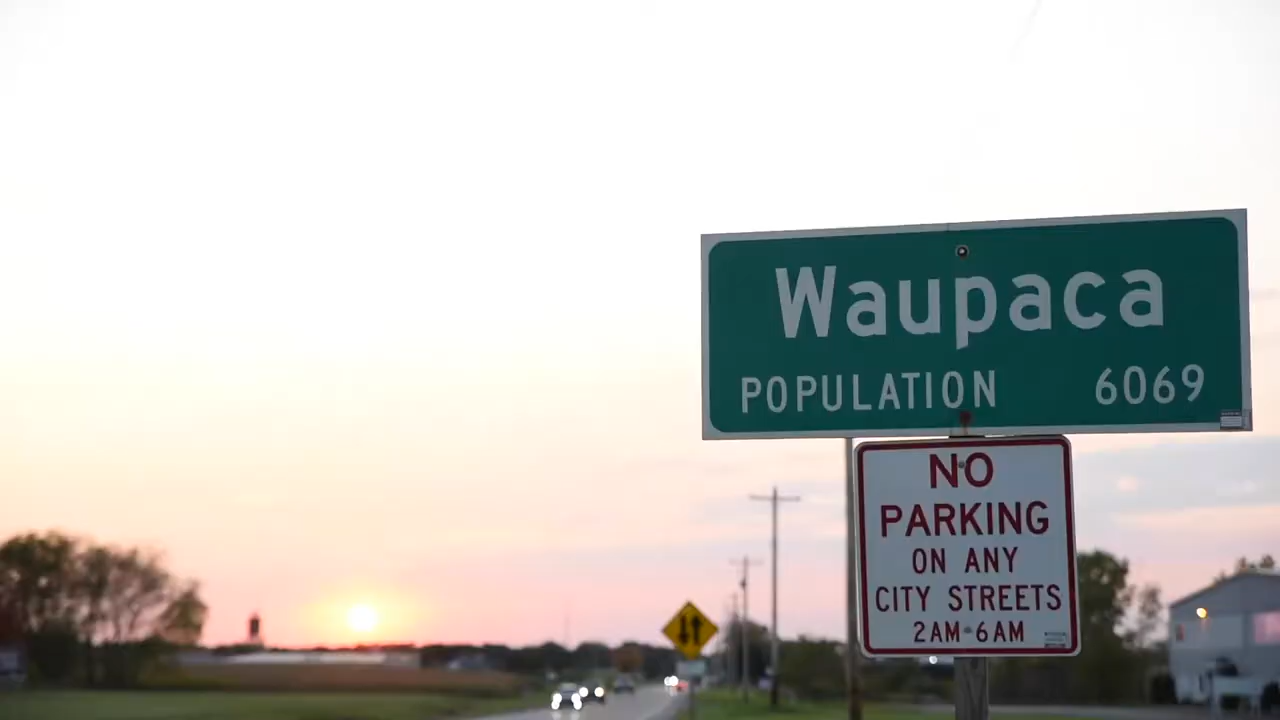 Waupaca
POPULATION 6069
NO
PARKING
ON ANY
CITY STREETS
2AM-6AM